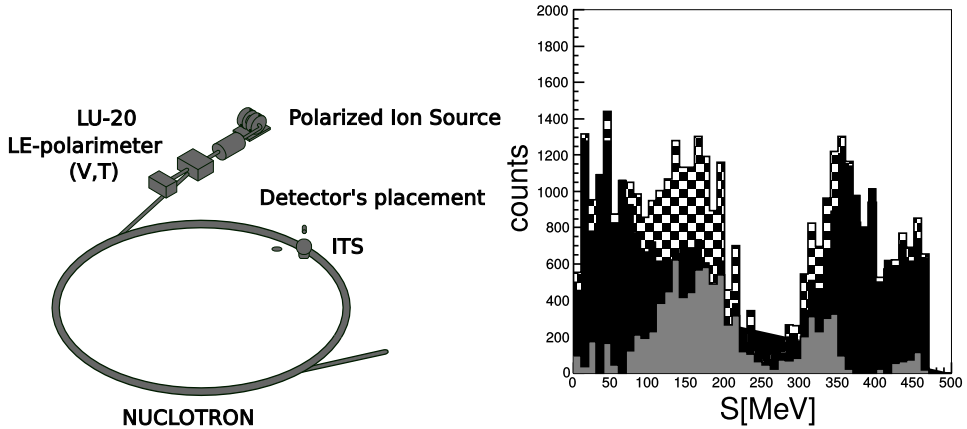 LU-20
LE-polarimeter
(V,T)
Polarized Ion Source
Detector's placement
ITS
NUCLOTRON
counts
2000
1800
1600
1400
1200
1000
800
600
400
200
0
0 50 100 150 200 250 300 350 400 450 500
S[MeV]